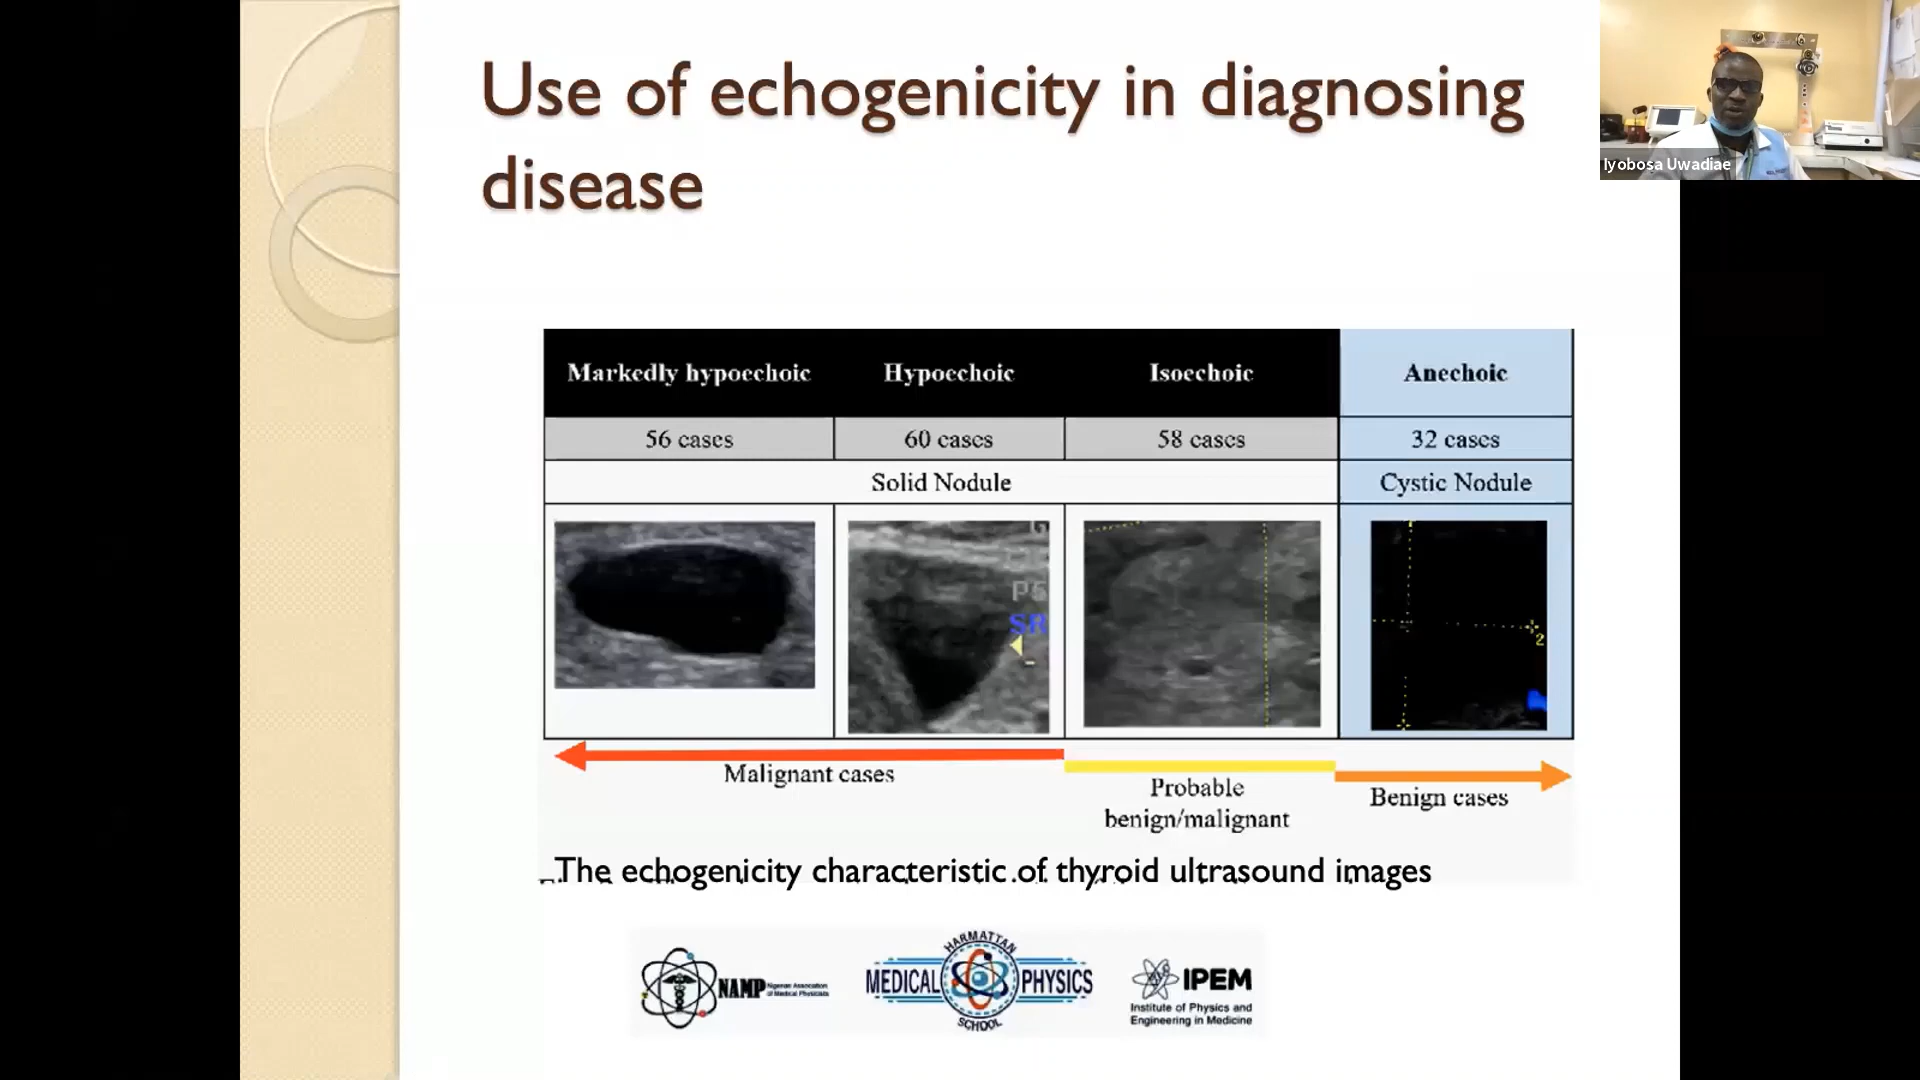 Use of echogenicity in diagnosing
disease
Iyobosa Uwadiae
Markedly hypoechoic Hypoechoic Isoechoic Anechoic
56 cases 60 cases 58 cases 32 cases
Solid Nodule Cystic Nodule
P5
SR
2
Malignant cases
Probable
benign/malignant
Benign cases
The echogenicity characteristic of thyroid ultrasound images
NAMP Nigerian Association
of Medical Physicists
HARMATTAN
MEDICAL PHYSICS
SCHOOL
IPEM
Institute of Physics and
Engineering in Medicine